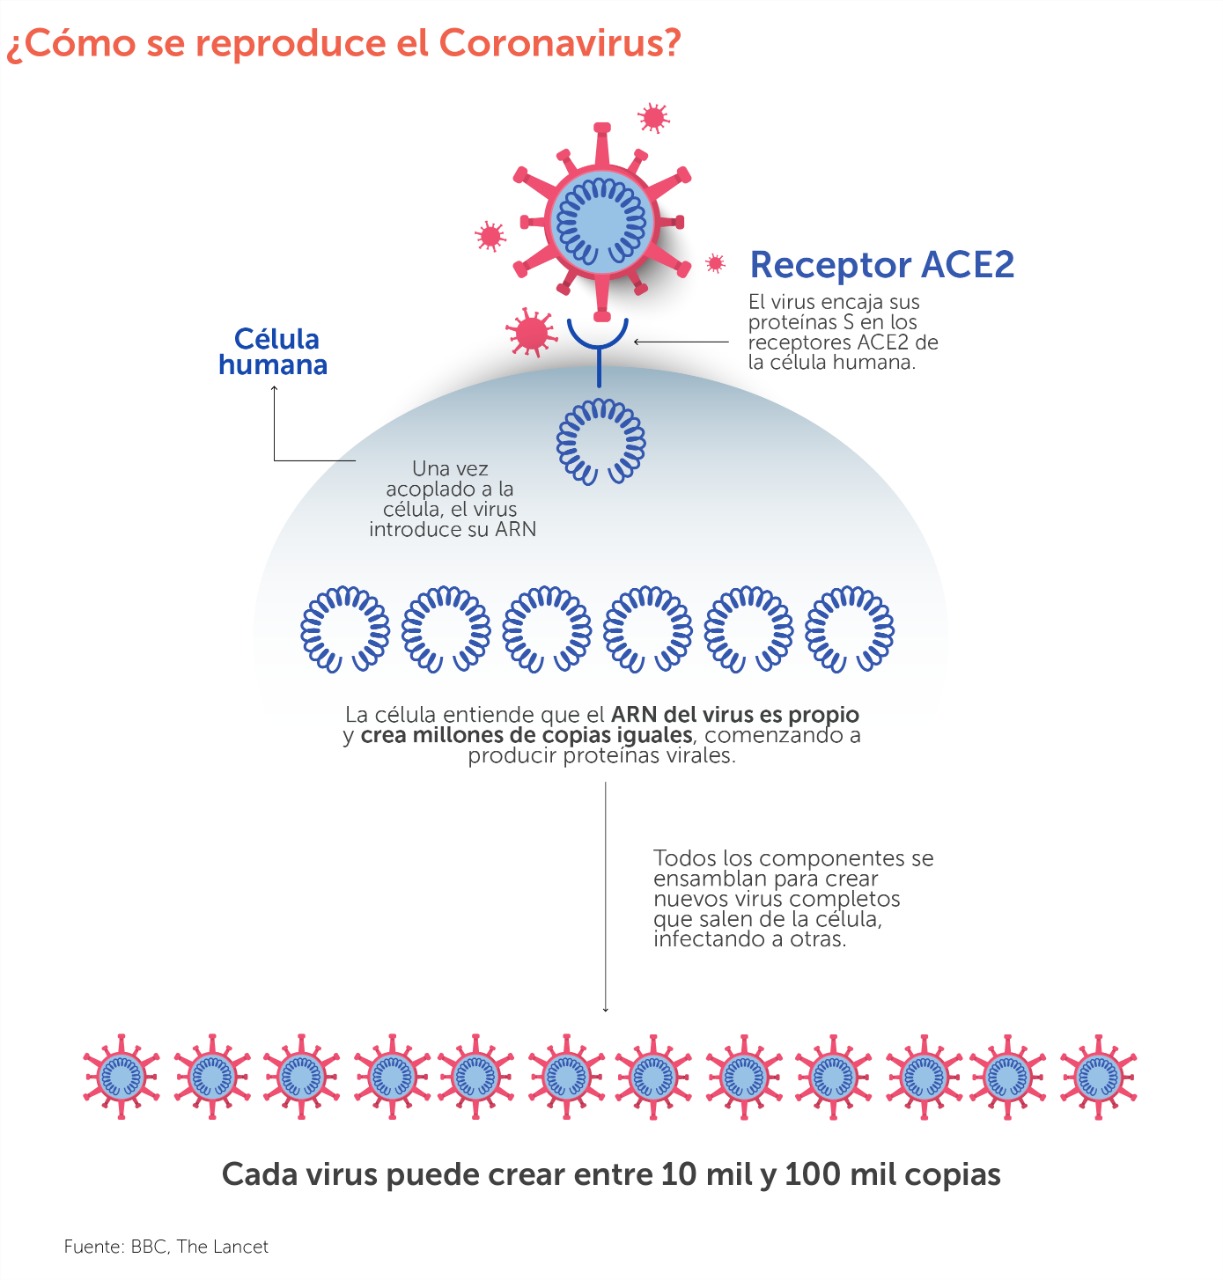 ¿Cómo se reproduce el Coronavirus?
Receptor ACE2
El virus encaja sus
proteínas S en los
receptores ACE2 de
la célula humana.
Célula
humana
Una vez
acoplado a la
célula, el virus
introduce su ARN
La célula entiende que el ARN del virus es propio
y crea millones de copias iguales, comenzando a
producir proteínas virales.
Todos los componentes se
ensamblan para crear
nuevos virus completos
que salen de la célula,
infectando a otras.
Cada virus puede crear entre 10 mil y 100 mil copias
Fuente: BBC, The Lancet